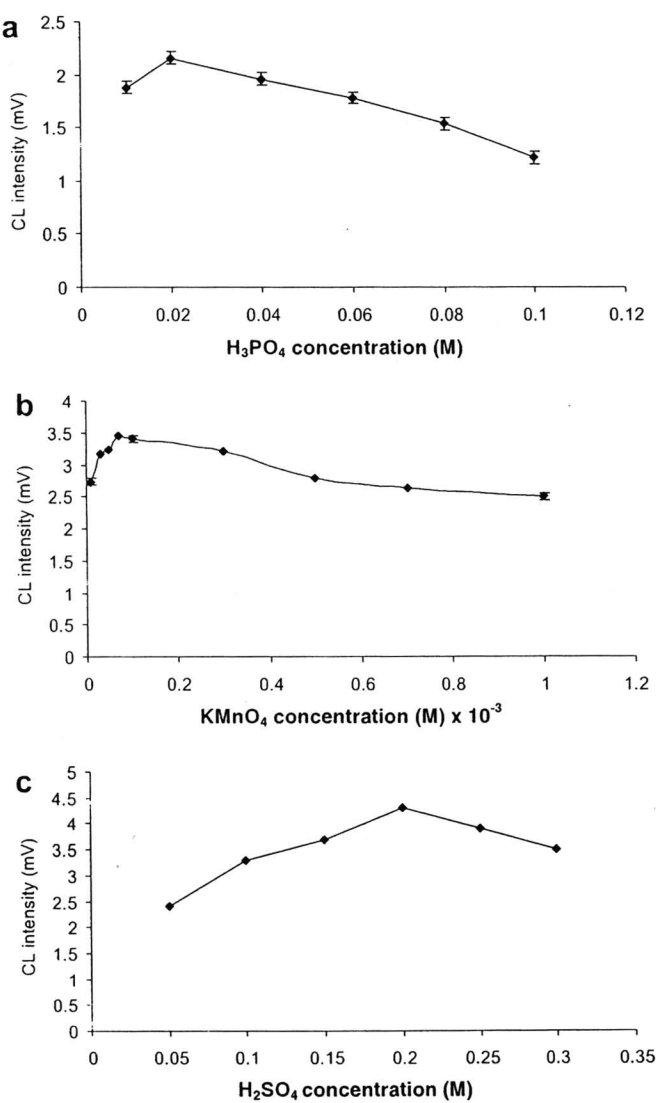 a
2.5
2
1.5
1
0.5
0
CL intensity (mV)
0 0.02 0.04 0.06 0.08 0.1 0.12
H₃PO₄ concentration (M)
b
4
3.5
3
2.5
2
1.5
1
0.5
0
CL intensity (mV)
0 0.2 0.4 0.6 0.8 1 1.2
KMnO₄ concentration (M) x 10⁻³
c
5
4.5
4
3.5
3
2.5
2
1.5
1
0.5
0
CL intensity (mV)
0 0.05 0.1 0.15 0.2 0.25 0.3 0.35
H₂SO₄ concentration (M)